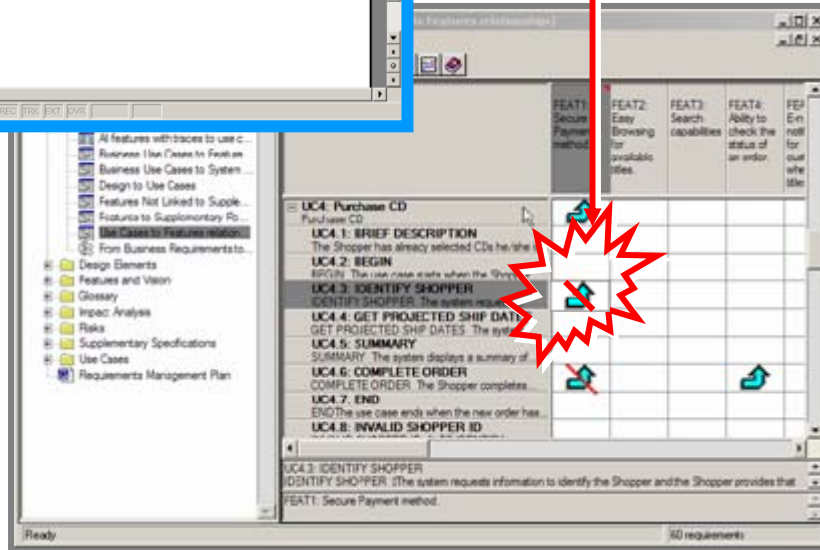 c Features relationships]
REC TRK EXT OVR
FEAT1:
Secure
Payment
method.
FEAT2:
Easy
Browsing
for
available
titles.
FEAT3:
Search
capabilities
FEAT4:
Ability to
check the
status of
an order.
Al features with traces to use c...
Business Use Cases to Featur
Business Use Cases to System ...
Design to Use Cases
Features Not Linked to Supple...
Features to Supplementary Re...
Use Cases to Features relation...
From Business Requirements to...
Design Elements
Features and Vision
Glossary
Impact Analysis
Risks
Supplementary Specifications
Use Cases
Requirements Management Plan
UC4: Purchase CD
Purchase CD
UC4.1: BRIEF DESCRIPTION
The Shopper has already selected CDs he/she
UC4.2: BEGIN
BEGIN The use case starts when the
UC4.3: IDENTIFY SHOPPER
IDENTIFY SHOPPER The system
UC4.4: GET PROJECTED SHIP DATE
GET PROJECTED SHIP DATES The
UC4.5: SUMMARY
SUMMARY The system displays a summary of
UC4.6: COMPLETE ORDER
COMPLETE ORDER The Shopper completes...
UC4.7: END
ENDThe use case ends when the new order has...
UC4.8: INVALID SHOPPER ID
UC4.3: IDENTIFY SHOPPER
IDENTIFY SHOPPER The system requests information to identify the Shopper and the Shopper provides that
FEAT1: Secure Payment method.
Ready
60 requirements